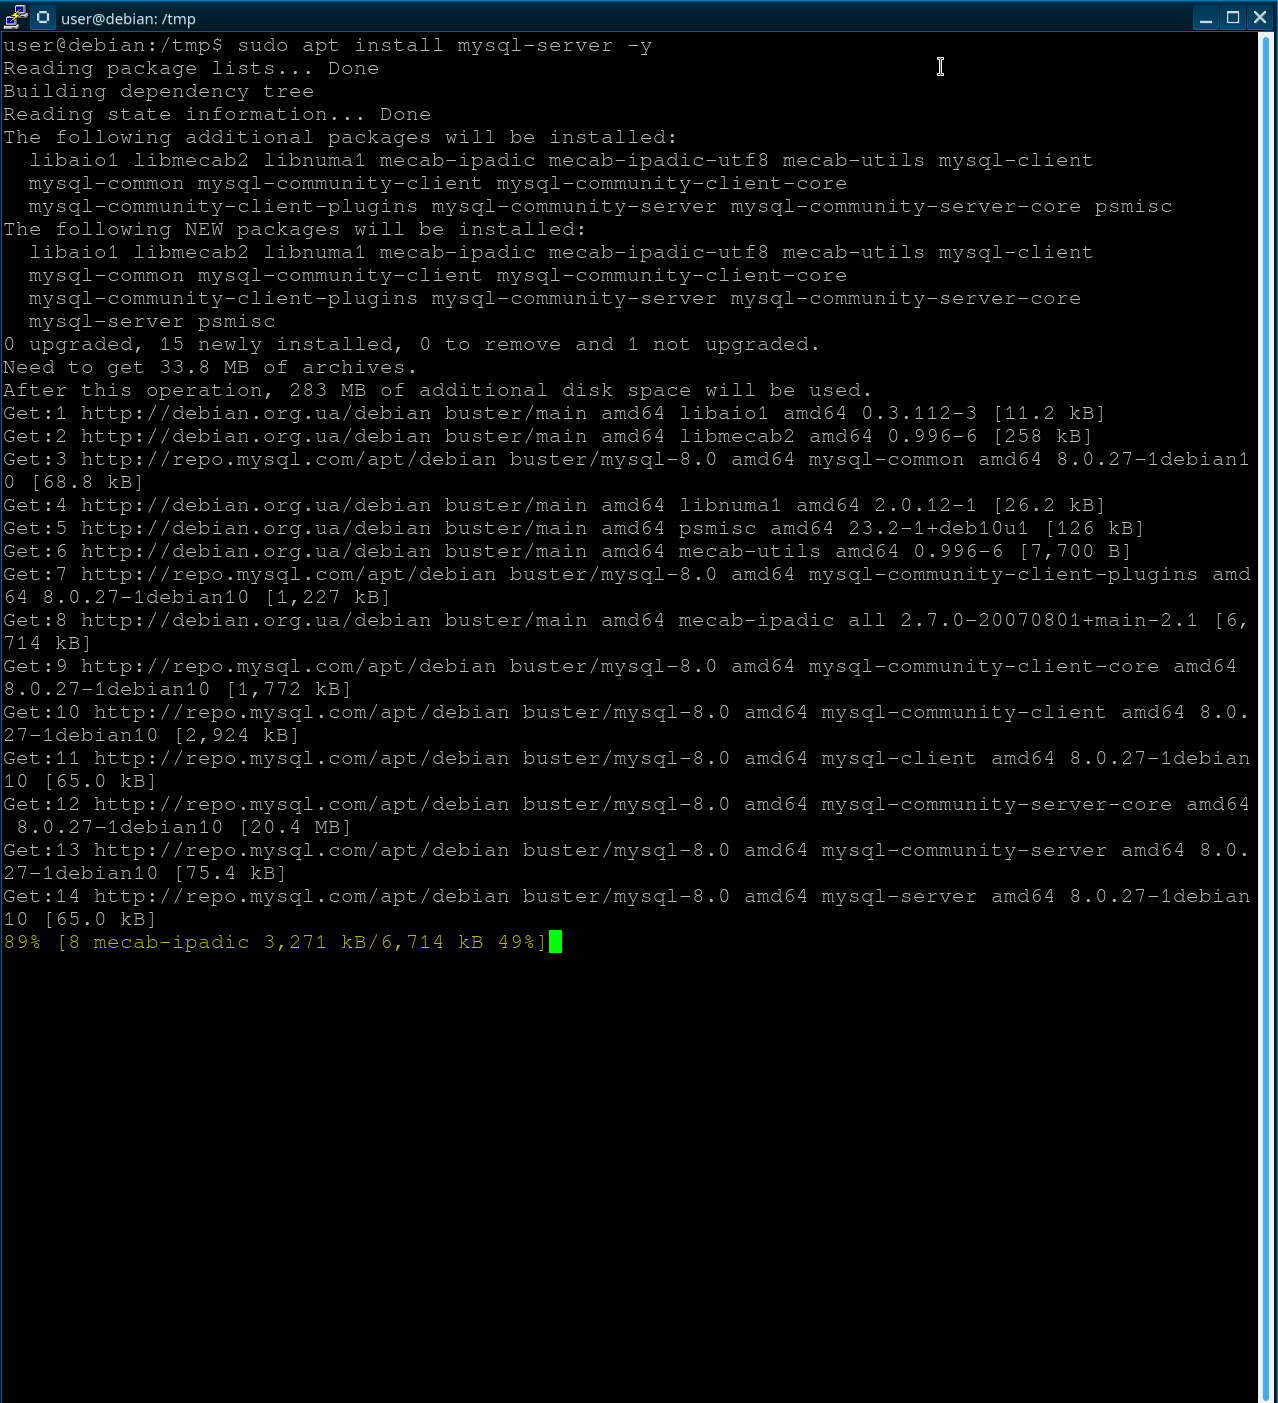 user@debian: /tmp
user@debian:/tmp$ sudo apt install mysql-server -y
Reading package lists... Done
Building dependency tree
Reading state information... Done
The following additional packages will be installed:
  libaio1 libmecab2 libnuma1 mecab-ipadic mecab-ipadic-utf8 mecab-utils mysql-client
  mysql-common mysql-community-client mysql-community-client-core
  mysql-community-client-plugins mysql-community-server mysql-community-server-core psmisc
The following NEW packages will be installed:
  libaio1 libmecab2 libnuma1 mecab-ipadic mecab-ipadic-utf8 mecab-utils mysql-client
  mysql-common mysql-community-client mysql-community-client-core
  mysql-community-client-plugins mysql-community-server mysql-community-server-core
  mysql-server psmisc
0 upgraded, 15 newly installed, 0 to remove and 1 not upgraded.
Need to get 33.8 MB of archives.
After this operation, 283 MB of additional disk space will be used.
Get:1 http://debian.org.ua/debian buster/main amd64 libaio1 amd64 0.3.112-3 [11.2 kB]
Get:2 http://debian.org.ua/debian buster/main amd64 libmecab2 amd64 0.996-6 [258 kB]
Get:3 http://repo.mysql.com/apt/debian buster/mysql-8.0 amd64 mysql-common amd64 8.0.27-1debian1
0 [68.8 kB]
Get:4 http://debian.org.ua/debian buster/main amd64 libnuma1 amd64 2.0.12-1 [26.2 kB]
Get:5 http://debian.org.ua/debian buster/main amd64 psmisc amd64 23.2-1+deb10u1 [126 kB]
Get:6 http://debian.org.ua/debian buster/main amd64 mecab-utils amd64 0.996-6 [7,700 B]
Get:7 http://repo.mysql.com/apt/debian buster/mysql-8.0 amd64 mysql-community-client-plugins amd
64 8.0.27-1debian10 [1,227 kB]
Get:8 http://debian.org.ua/debian buster/main amd64 mecab-ipadic all 2.7.0-20070801+main-2.1 [6,
714 kB]
Get:9 http://repo.mysql.com/apt/debian buster/mysql-8.0 amd64 mysql-community-client-core amd64
8.0.27-1debian10 [1,772 kB]
Get:10 http://repo.mysql.com/apt/debian buster/mysql-8.0 amd64 mysql-community-client amd64 8.0.
27-1debian10 [2,924 kB]
Get:11 http://repo.mysql.com/apt/debian buster/mysql-8.0 amd64 mysql-client amd64 8.0.27-1debian
10 [65.0 kB]
Get:12 http://repo.mysql.com/apt/debian buster/mysql-8.0 amd64 mysql-community-server-core amd64
 8.0.27-1debian10 [20.4 MB]
Get:13 http://repo.mysql.com/apt/debian buster/mysql-8.0 amd64 mysql-community-server amd64 8.0.
27-1debian10 [75.4 kB]
Get:14 http://repo.mysql.com/apt/debian buster/mysql-8.0 amd64 mysql-server amd64 8.0.27-1debian
10 [65.0 kB]
89% [8 mecab-ipadic 3,271 kB/6,714 kB 49%]